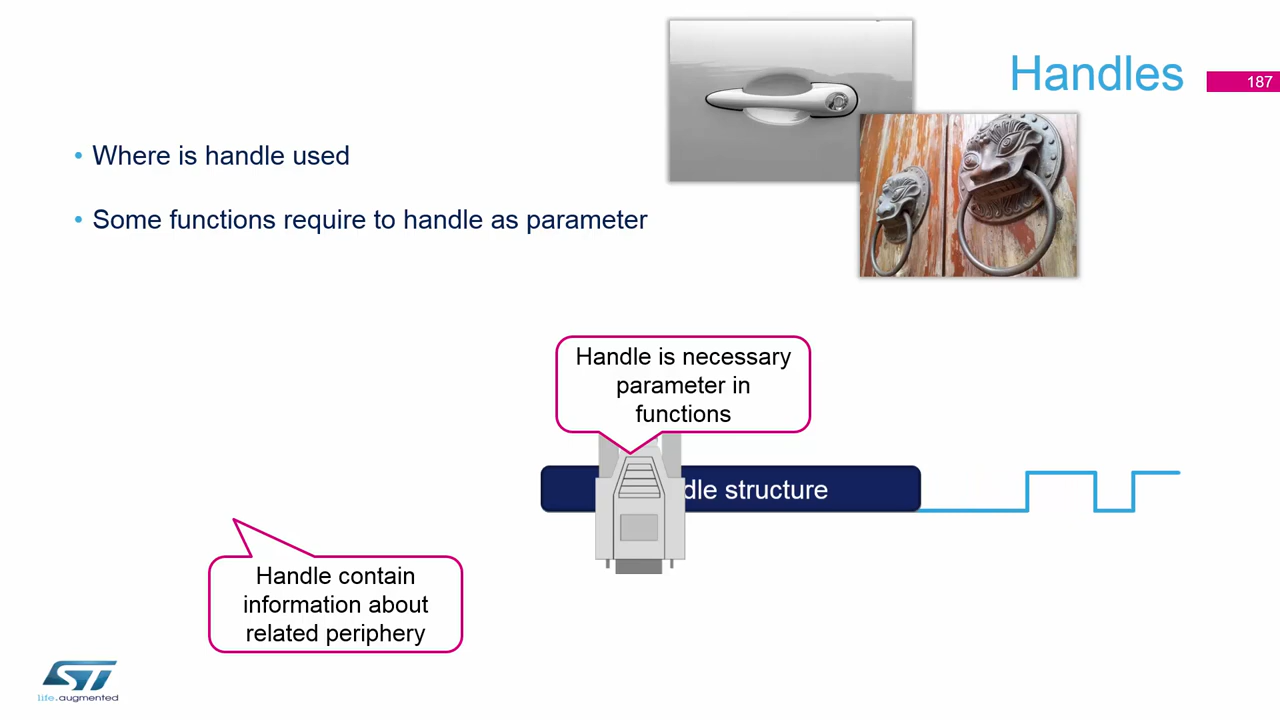 Handles
187
• Where is handle used
• Some functions require to handle as parameter
Handle is necessary
parameter in
functions
dle structure
Handle contain
information about
related periphery
ST
life.augmented